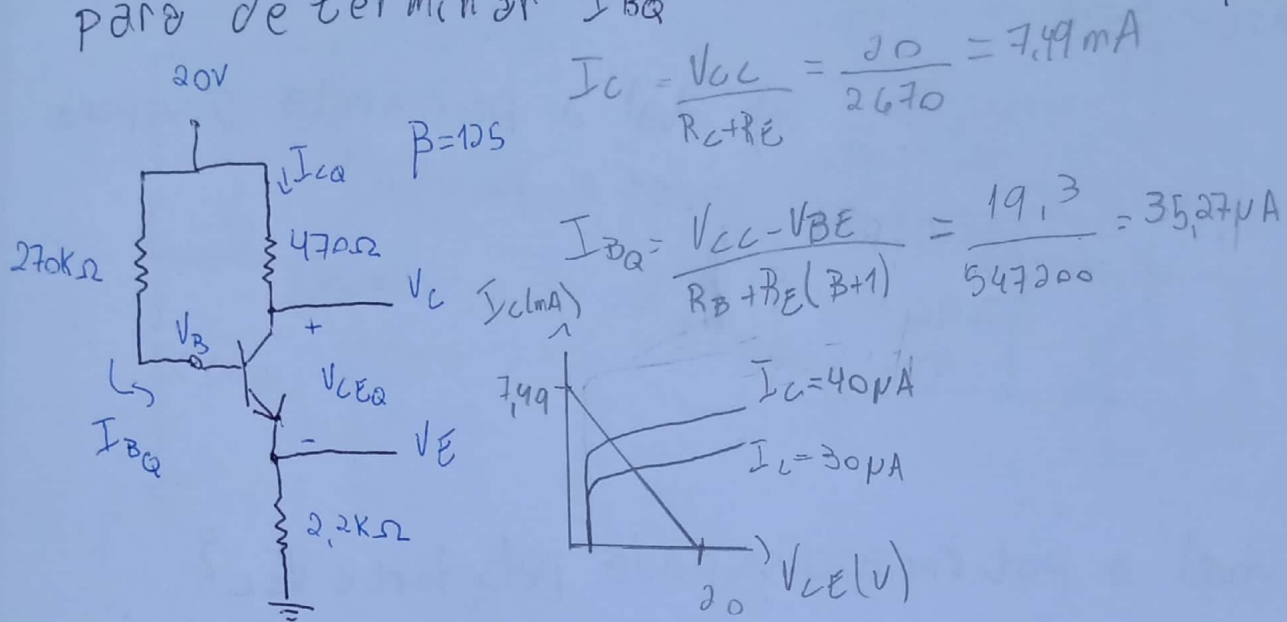 para determinar IBQ
20V
IC = VCC / RC+RE = 20 / 2670 = 7,49mA
β=125
ICQ
270KΩ
470Ω
IBQ = VCC-VBE / RB+RE(B+1) = 19,3 / 547200 = 35,27μA
VC
IC(mA)
VB
+
VCEQ
7,49
IC=40μA
IBQ
-
VE
IC=30μA
2,2KΩ
20
VCE(V)